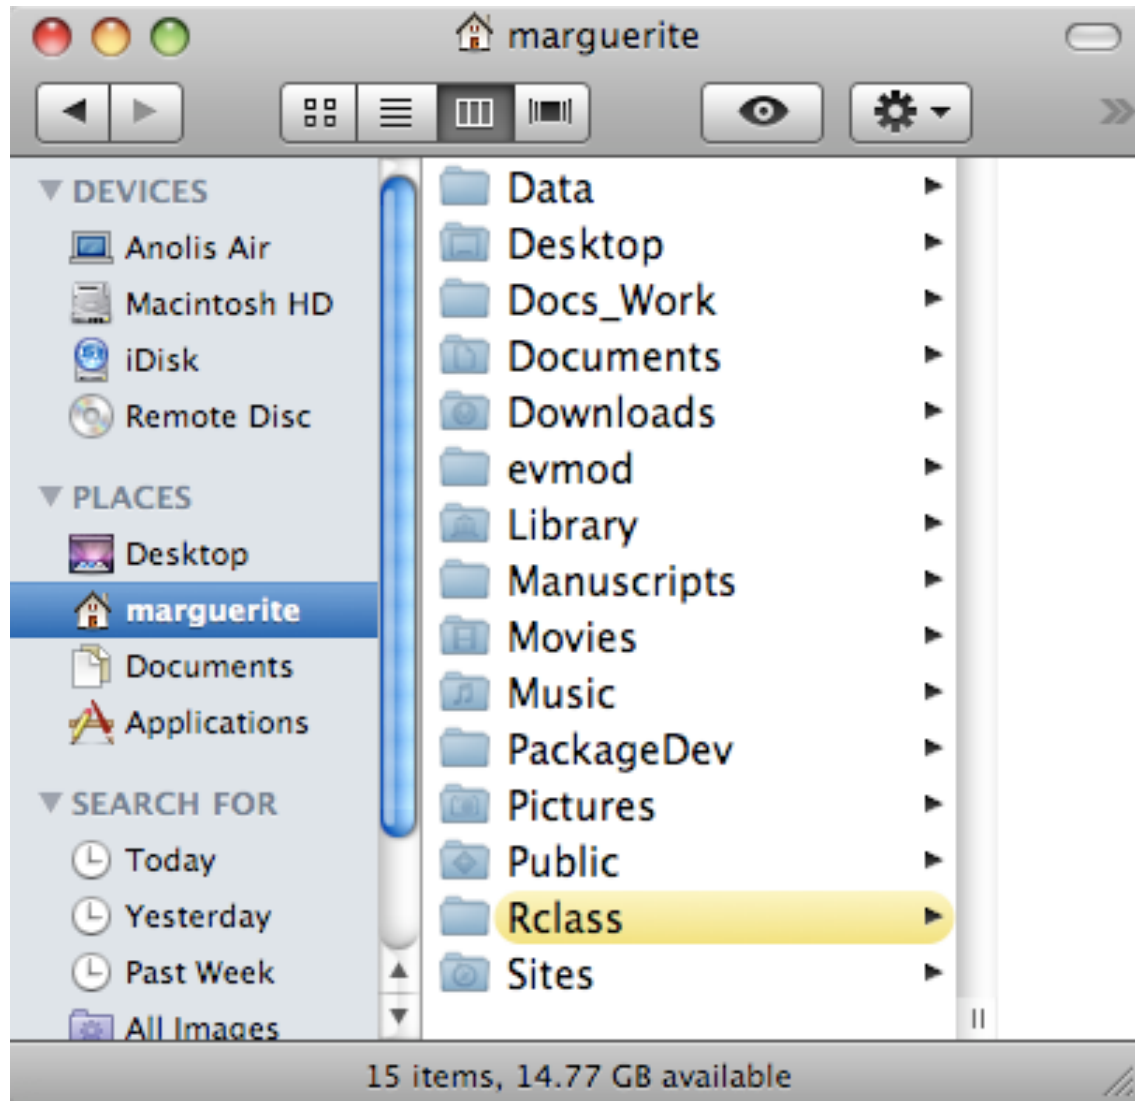 marguerite
DEVICES
Anolis Air
Macintosh HD
iDisk
Remote Disc
PLACES
Desktop
marguerite
Documents
Applications
SEARCH FOR
Today
Yesterday
Past Week
All Images
Data
Desktop
Docs_Work
Documents
Downloads
evmod
Library
Manuscripts
Movies
Music
PackageDev
Pictures
Public
Rclass
Sites
15 items, 14.77 GB available